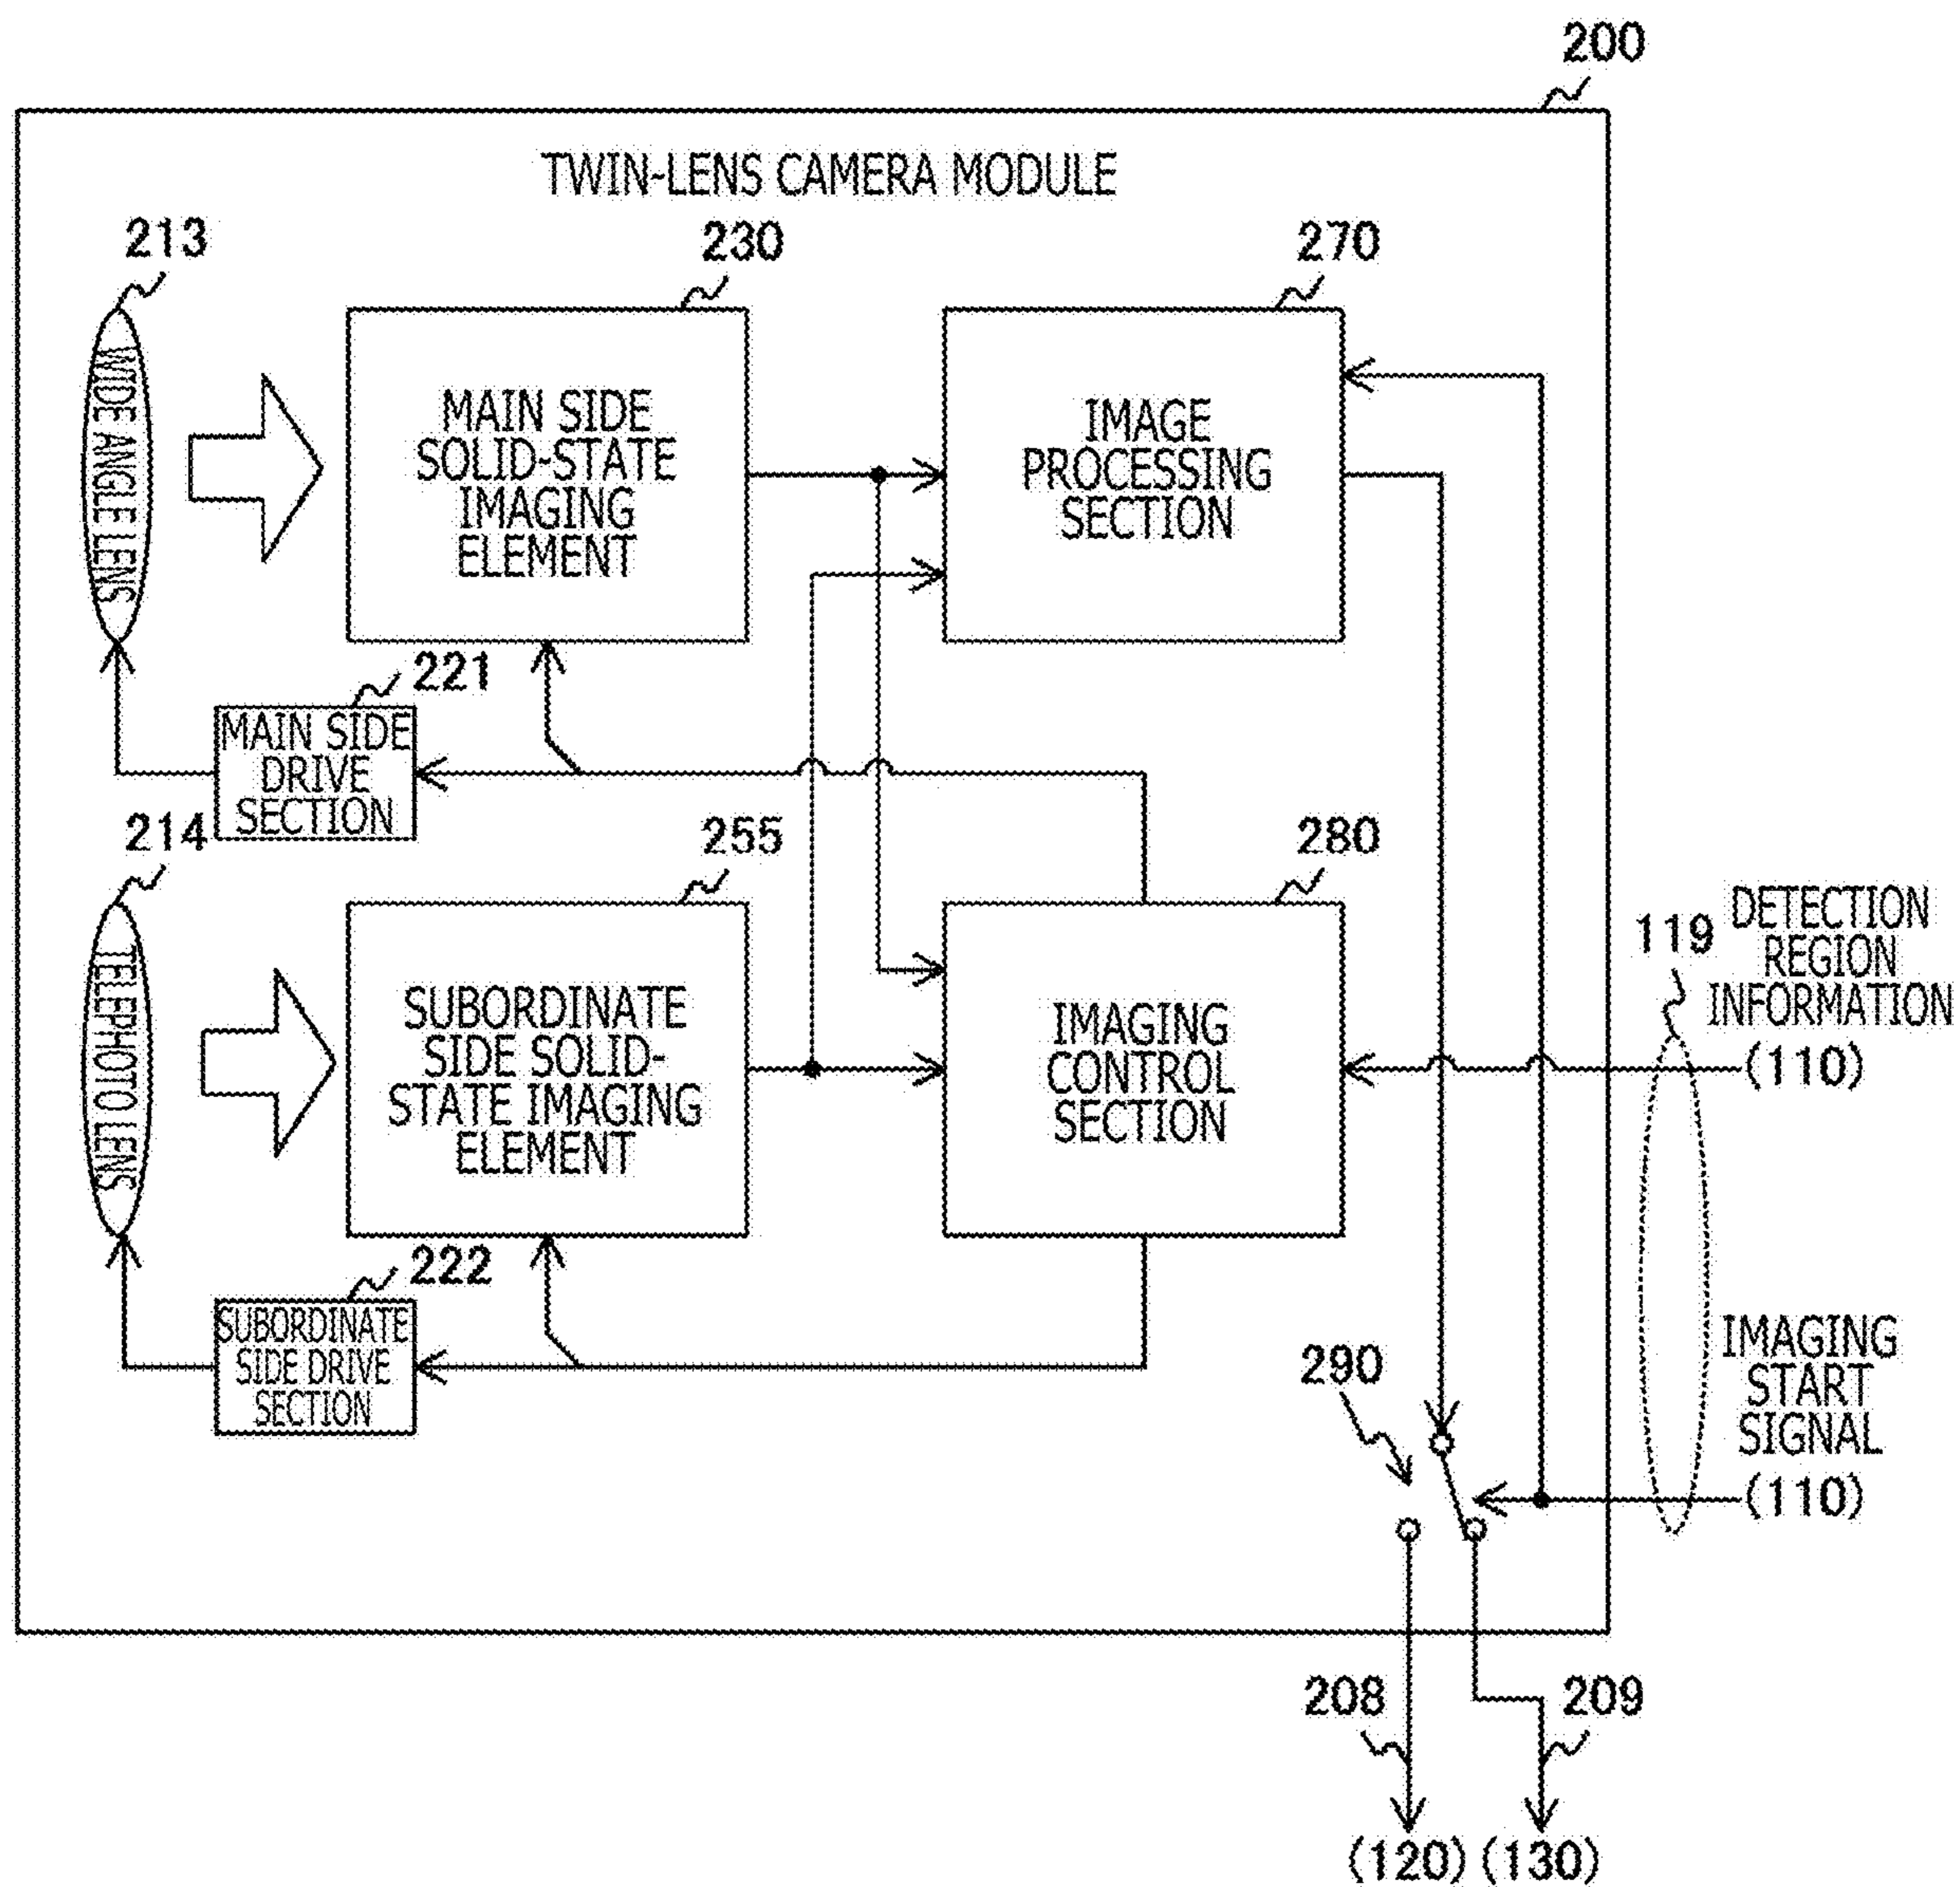 200
TWIN-LENS CAMERA MODULE
213
230
270
WIDE ANGLE LENS
MAIN SIDE
SOLID-STATE
IMAGING
ELEMENT
IMAGE
PROCESSING
SECTION
221
MAIN SIDE
DRIVE
SECTION
214
255
280
TELEPHOTO LENS
SUBORDINATE
SIDE SOLID-
STATE IMAGING
ELEMENT
IMAGING
CONTROL
SECTION
119
DETECTION
REGION
INFORMATION
(110)
222
SUBORDINATE
SIDE DRIVE
SECTION
290
IMAGING
START
SIGNAL
(110)
208
209
(120)
(130)